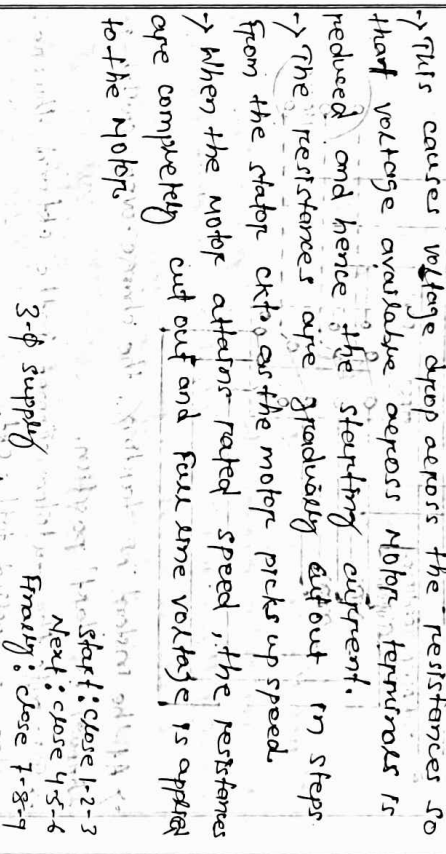 → This causes voltage drop across the resistances so
that voltage available across Motor terminals is
reduced and hence the starting current.
→ The resistances are gradually cut out in steps
from the stator ckt. as the motor picks up speed.
→ When the motor attains rated speed, the resistances
are completely cut out and full line voltage is applied
to the Motor
3-ϕ supply
Start: close 1-2-3
Next: close 4-5-6
Finally: close 7-8-9